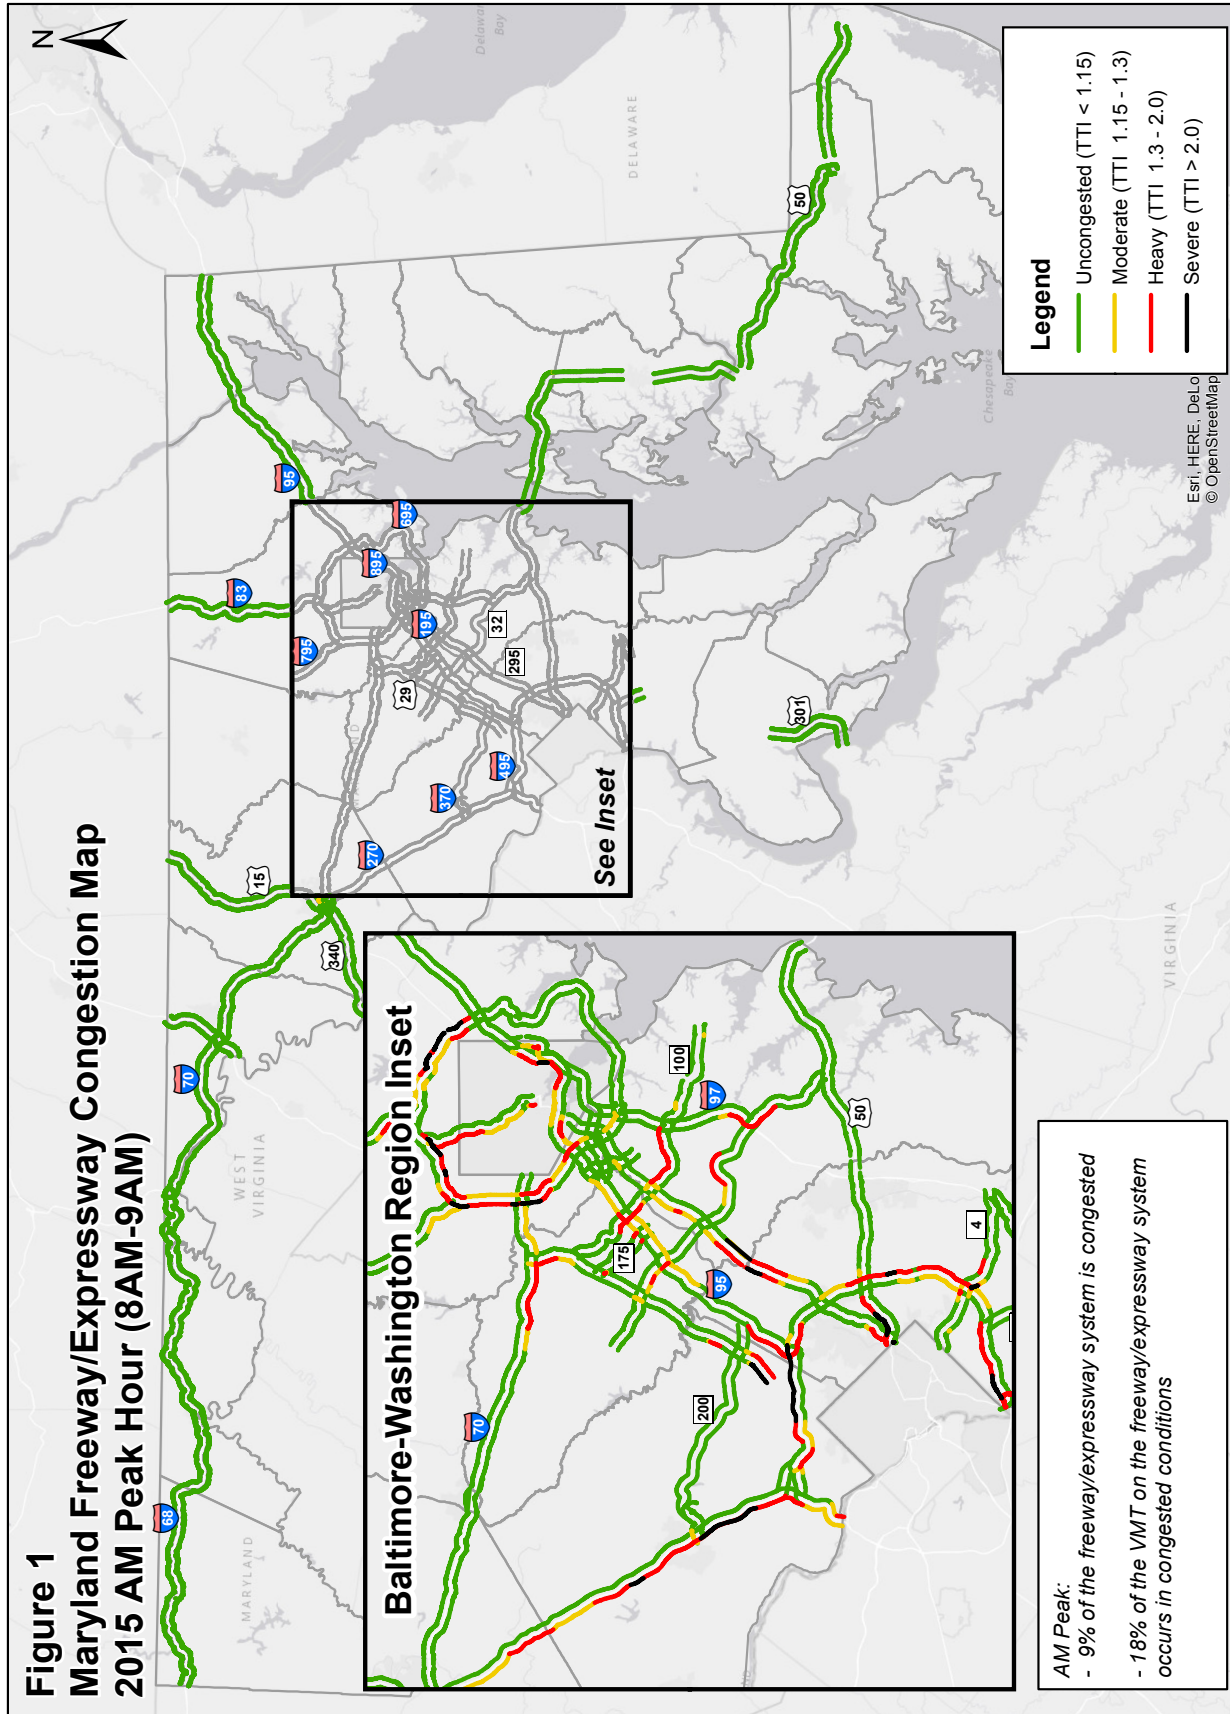 Figure 1
Maryland Freeway/Expressway Congestion Map
2015 AM Peak Hour (8AM-9AM)
N
Delaware
Bay
DELAWARE
MARYLAND
WEST
VIRGINIA
VIRGINIA
Chesapeake
Bay
68
70
340
15
270
370
495
29
795
83
195
895
695
95
32
295
301
50
See Inset
Baltimore-Washington Region Inset
70
200
175
95
100
97
50
4
Legend
Uncongested (TTI < 1.15)
Moderate (TTI 1.15 - 1.3)
Heavy (TTI 1.3 - 2.0)
Severe (TTI > 2.0)
Esri, HERE, DeLo
© OpenStreetMap
AM Peak:
- 9% of the freeway/expressway system is congested
- 18% of the VMT on the freeway/expressway system
occurs in congested conditions